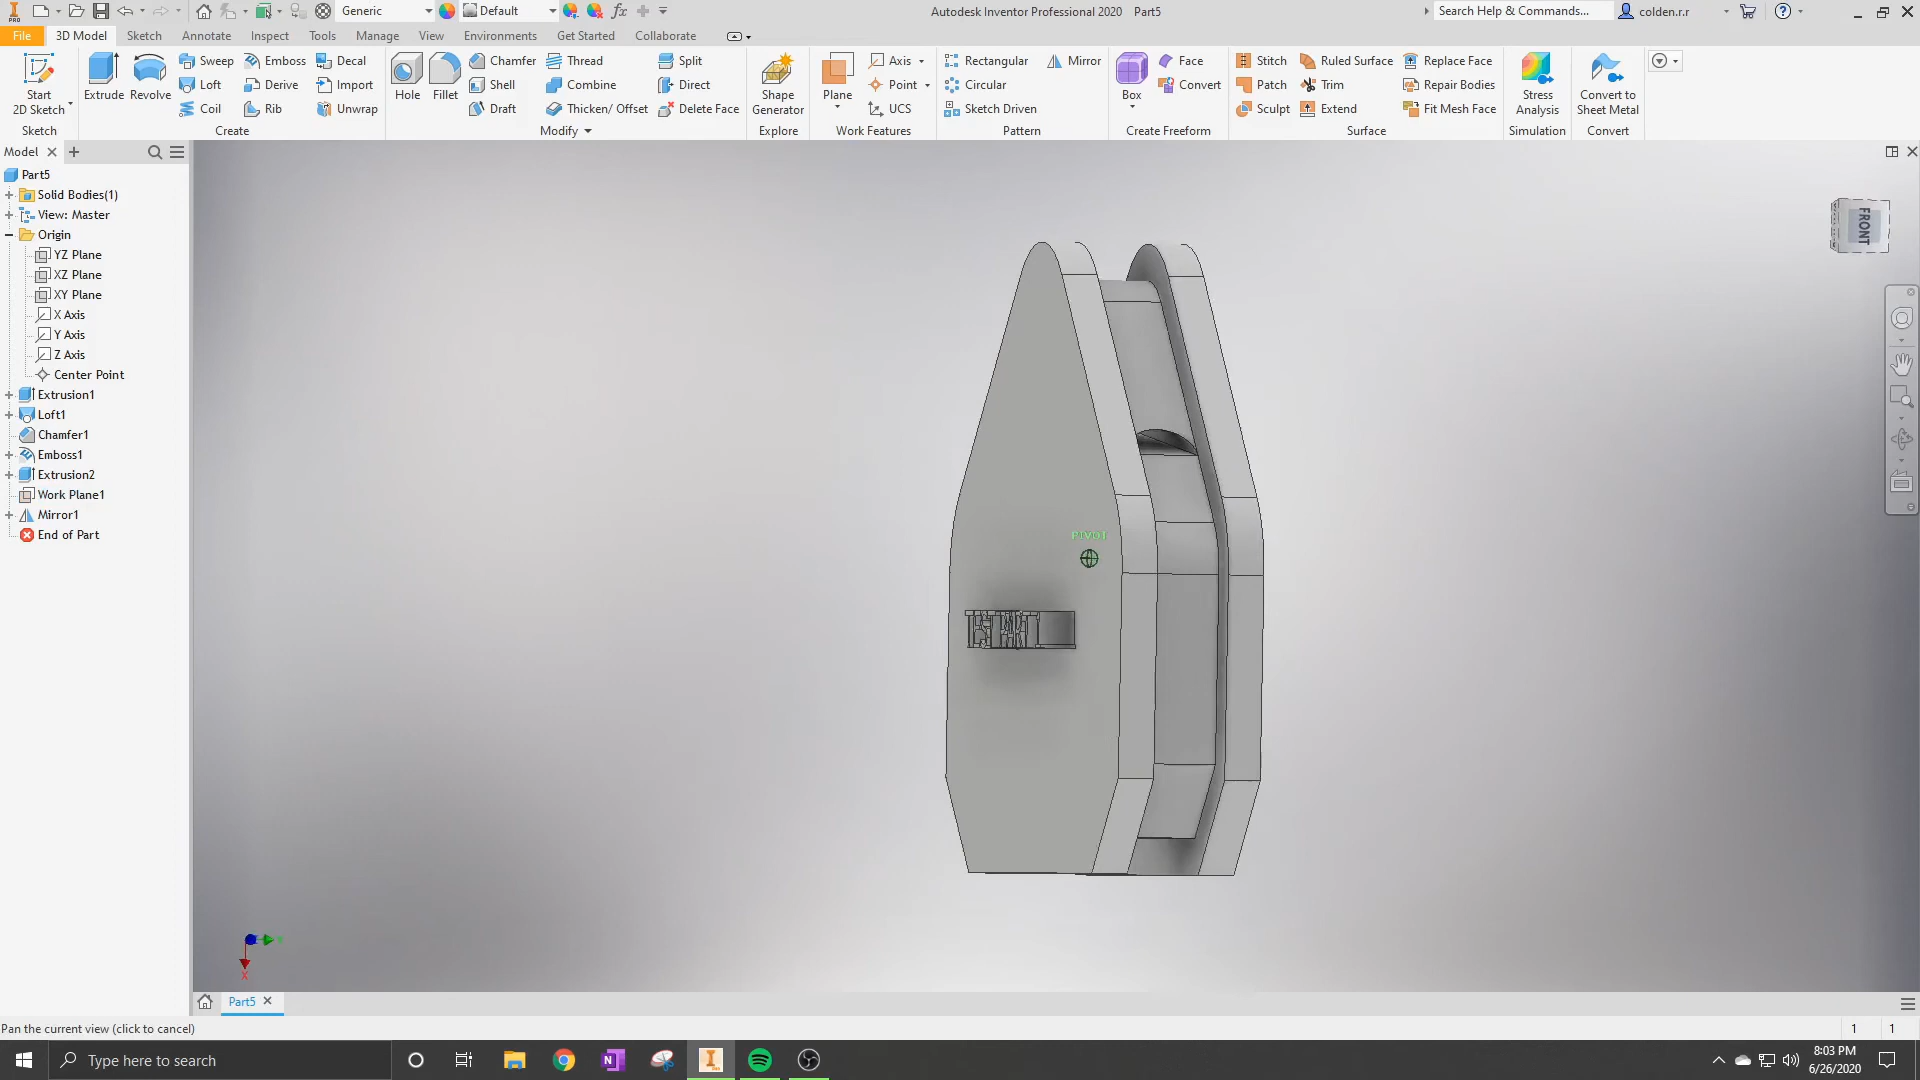 Generic
Default
Autodesk Inventor Professional 2020 Part5
Search Help & Commands...
colden.r.r
File
3D Model
Sketch
Annotate
Inspect
Tools
Manage
View
Environments
Get Started
Collaborate
Start
2D Sketch
Extrude
Revolve
Sweep
Emboss
Decal
Loft
Derive
Import
Coil
Rib
Unwrap
Hole
Fillet
Chamfer
Thread
Split
Shell
Combine
Direct
Draft
Thicken/ Offset
Delete Face
Shape
Generator
Plane
Axis
Point
UCS
Rectangular
Mirror
Circular
Sketch Driven
Box
Face
Convert
Stitch
Ruled Surface
Replace Face
Patch
Trim
Repair Bodies
Sculpt
Extend
Fit Mesh Face
Stress
Analysis
Convert to
Sheet Metal
Sketch
Create
Modify
Explore
Work Features
Pattern
Create Freeform
Surface
Simulation
Convert
Model
Part5
Solid Bodies(1)
View: Master
Origin
YZ Plane
XZ Plane
XY Plane
X Axis
Y Axis
Z Axis
Center Point
Extrusion1
Loft1
Chamfer1
Emboss1
Extrusion2
Work Plane1
Mirror1
End of Part
FRONT
PIVOT
X
Part5
Pan the current view (click to cancel)
1 1
Type here to search
8:03 PM
6/26/2020